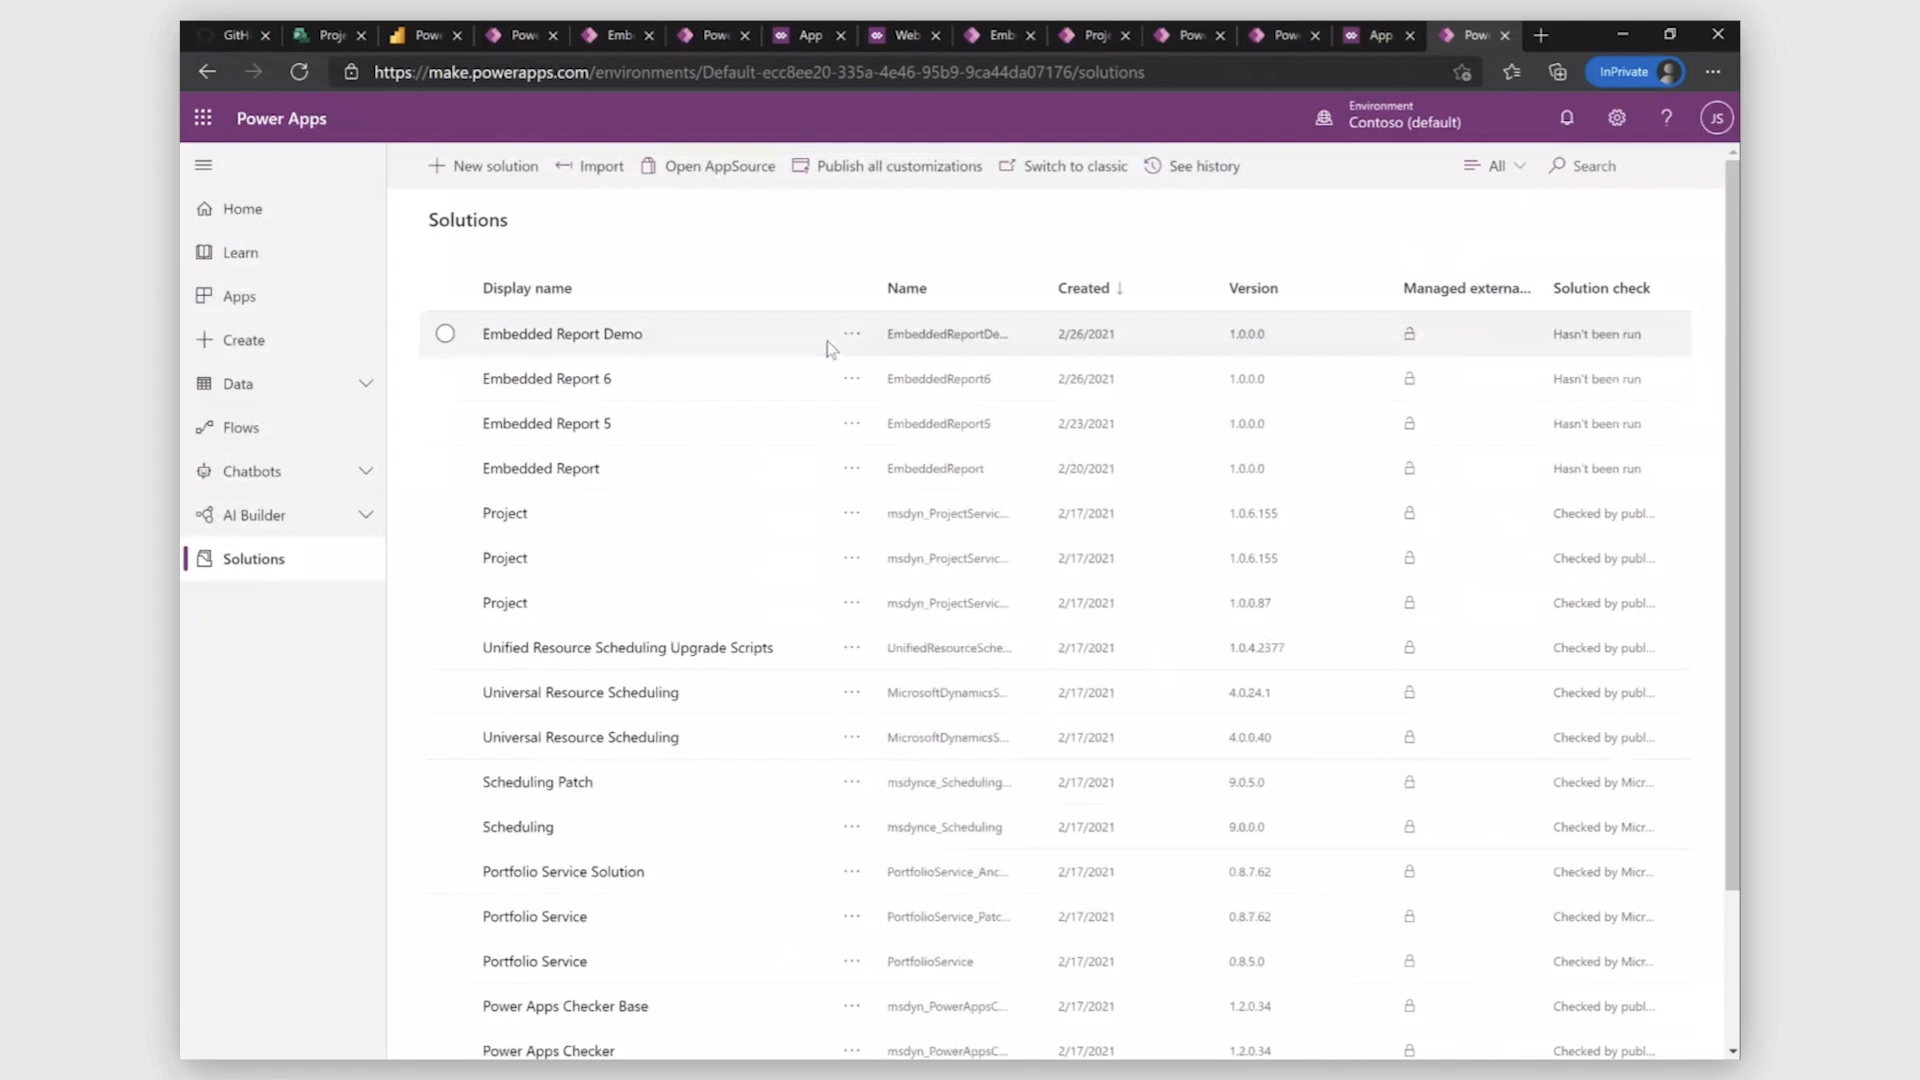 GitH Proje Powe Powe Emb Powe App Web Emb Proje Powe Powe App Powe
https://make.powerapps.com/environments/Default-ecc8ee20-335a-4e46-95b9-9ca44da07176/solutions
InPrivate
Power Apps
Environment
Contoso (default)
JS
New solution Import Open AppSource Publish all customizations Switch to classic See history All Search
Home
Learn
Apps
Create
Data
Flows
Chatbots
AI Builder
Solutions
Solutions
Display name Name Created ↓ Version Managed externa... Solution check
Embedded Report Demo ... EmbeddedReportDe... 2/26/2021 1.0.0.0 Hasn't been run
Embedded Report 6 ... EmbeddedReport6 2/26/2021 1.0.0.0 Hasn't been run
Embedded Report 5 ... EmbeddedReport5 2/23/2021 1.0.0.0 Hasn't been run
Embedded Report ... EmbeddedReport 2/20/2021 1.0.0.0 Hasn't been run
Project ... msdyn_ProjectServic... 2/17/2021 1.0.6.155 Checked by publ...
Project ... msdyn_ProjectServic... 2/17/2021 1.0.6.155 Checked by publ...
Project ... msdyn_ProjectServic... 2/17/2021 1.0.0.87 Checked by publ...
Unified Resource Scheduling Upgrade Scripts ... UnifiedResourceSche... 2/17/2021 1.0.4.2377 Checked by publ...
Universal Resource Scheduling ... MicrosoftDynamicsS... 2/17/2021 4.0.24.1 Checked by publ...
Universal Resource Scheduling ... MicrosoftDynamicsS... 2/17/2021 4.0.0.40 Checked by publ...
Scheduling Patch ... msdynce_Scheduling... 2/17/2021 9.0.5.0 Checked by Micr...
Scheduling ... msdynce_Scheduling 2/17/2021 9.0.0.0 Checked by Micr...
Portfolio Service Solution ... PortfolioService_Anc... 2/17/2021 0.8.7.62 Checked by Micr...
Portfolio Service ... PortfolioService_Patc... 2/17/2021 0.8.7.62 Checked by Micr...
Portfolio Service ... PortfolioService 2/17/2021 0.8.5.0 Checked by Micr...
Power Apps Checker Base ... msdyn_PowerAppsC... 2/17/2021 1.2.0.34 Checked by publ...
Power Apps Checker ... msdyn_PowerAppsC... 2/17/2021 1.2.0.34 Checked by publ...